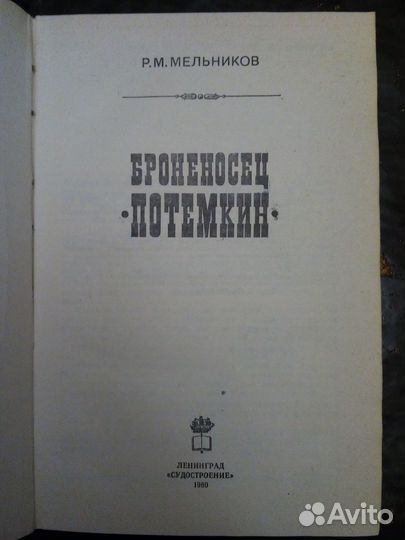 Р. М. МЕЛЬНИКОВ
БРОНЕНОСЕЦ
«ПОТЕМКИН»
ЛЕНИНГРАД
«СУДОСТРОЕНИЕ»
1980
Avito